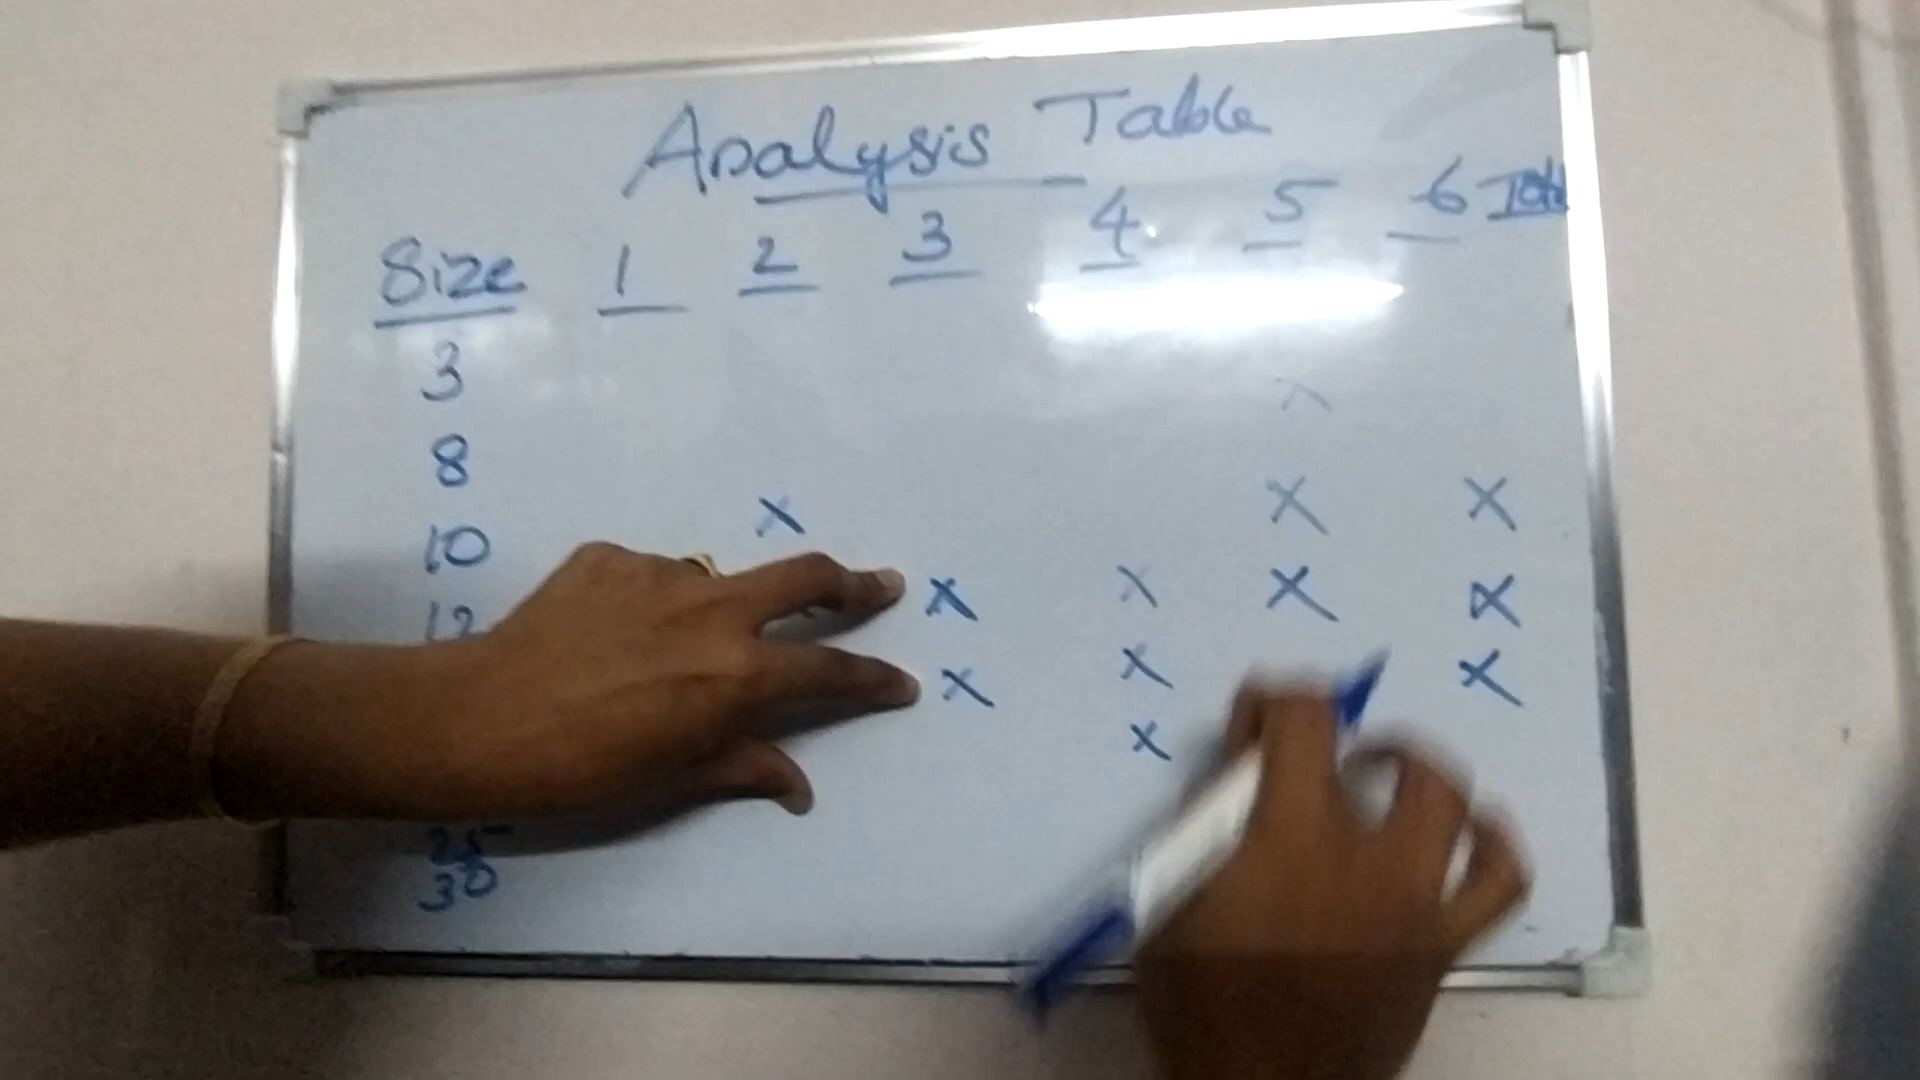 Analysis Table
Size 1 2 3 4 5 6 Total
3
8 x x
10 x
12 x x x x
x x x
x
25
30